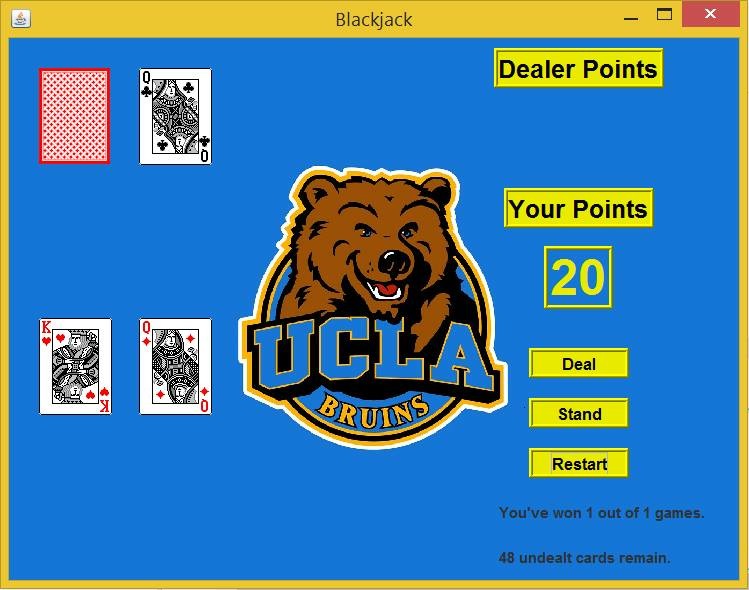 Blackjack
Dealer Points
Q
Q
Your Points
20
K
K
Q
Q
UCLA
BRUINS
Deal
Stand
Restart
You've won 1 out of 1 games.
48 undealt cards remain.